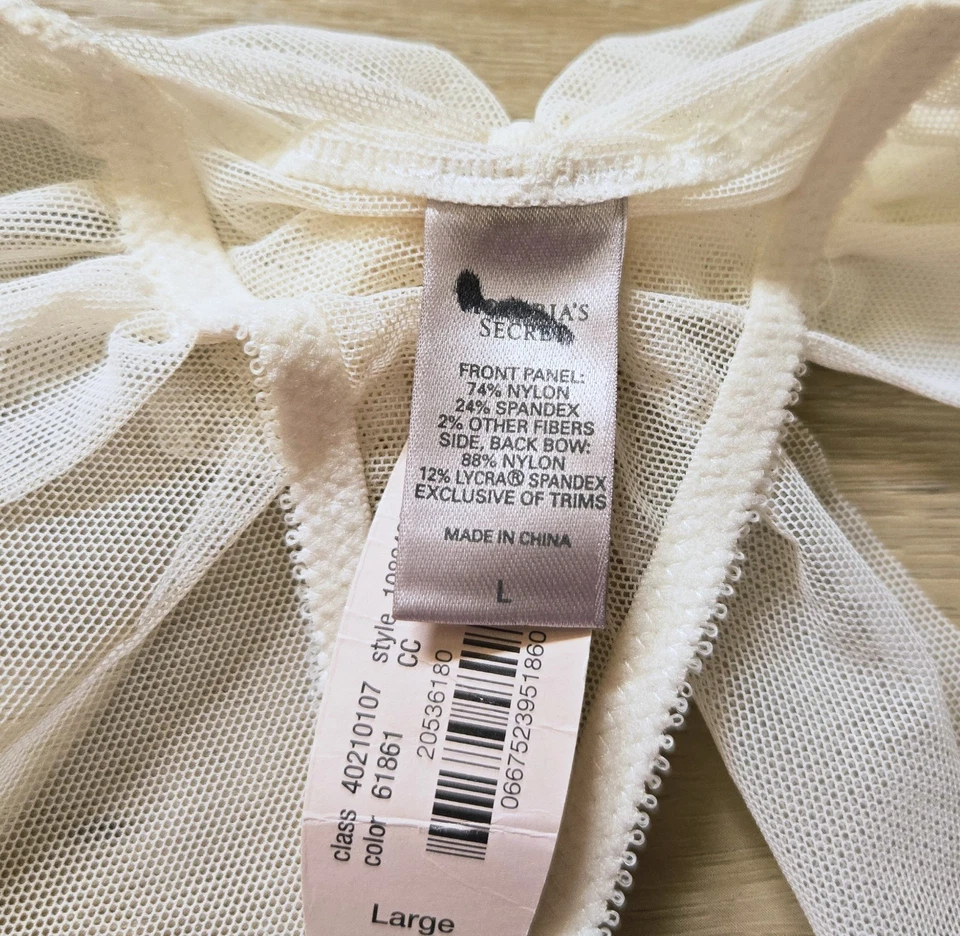 SECRET
FRONT PANEL:
74% NYLON
24% SPANDEX
2% OTHER FIBERS
SIDE, BACK BOW:
88% NYLON
12% LYCRA® SPANDEX
EXCLUSIVE OF TRIMS
MADE IN CHINA
L
style
CC
20536180
0667523951860
class 40210107
color 61861
Large